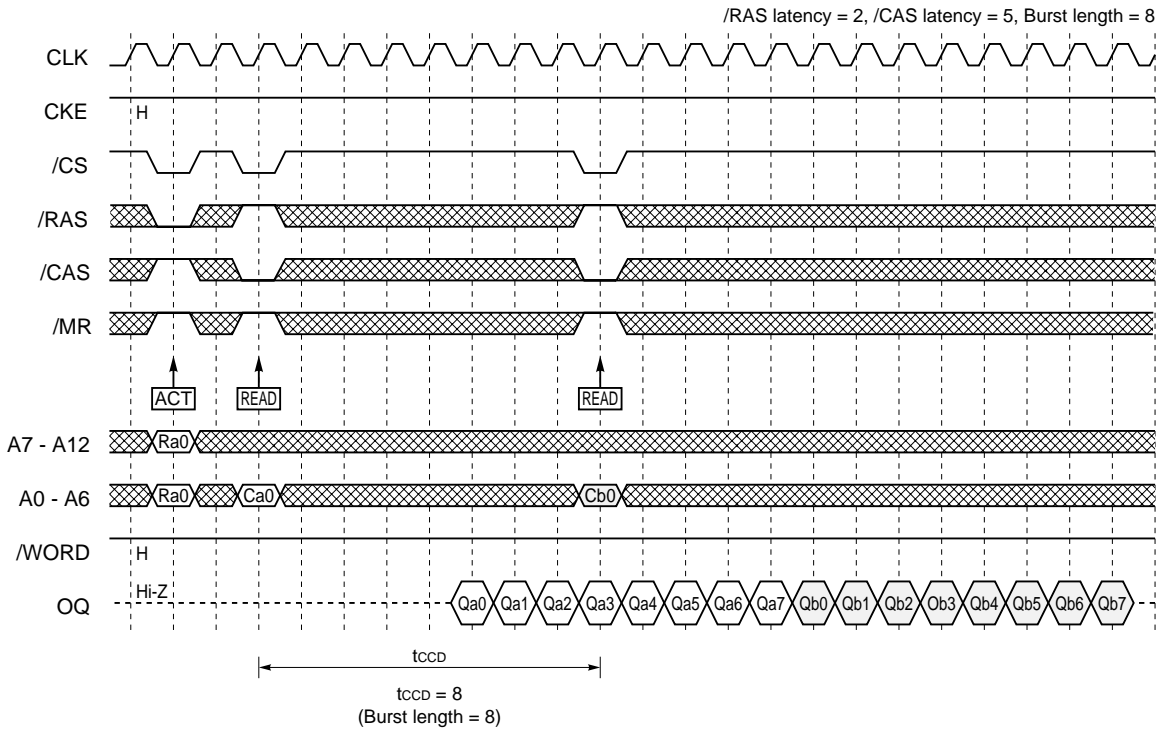 /RAS latency = 2, /CAS latency = 5, Burst length = 8
CLK
CKE H
/CS
/RAS
/CAS
/MR
ACT READ READ
A7 - A12 Ra0
A0 - A6 Ra0 Ca0 Cb0
/WORD H
OQ Hi-Z Qa0 Qa1 Qa2 Qa3 Qa4 Qa5 Qa6 Qa7 Qb0 Qb1 Qb2 Ob3 Qb4 Qb5 Qb6 Qb7
tCCD
tCCD = 8
(Burst length = 8)